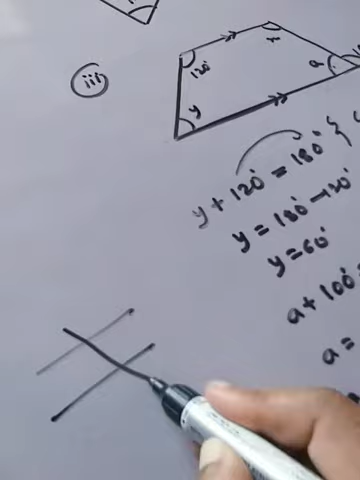 iii
120°
x
a
y
y + 120° = 180° {
y = 180° - 120°
y = 60°
a + 100° =
a =